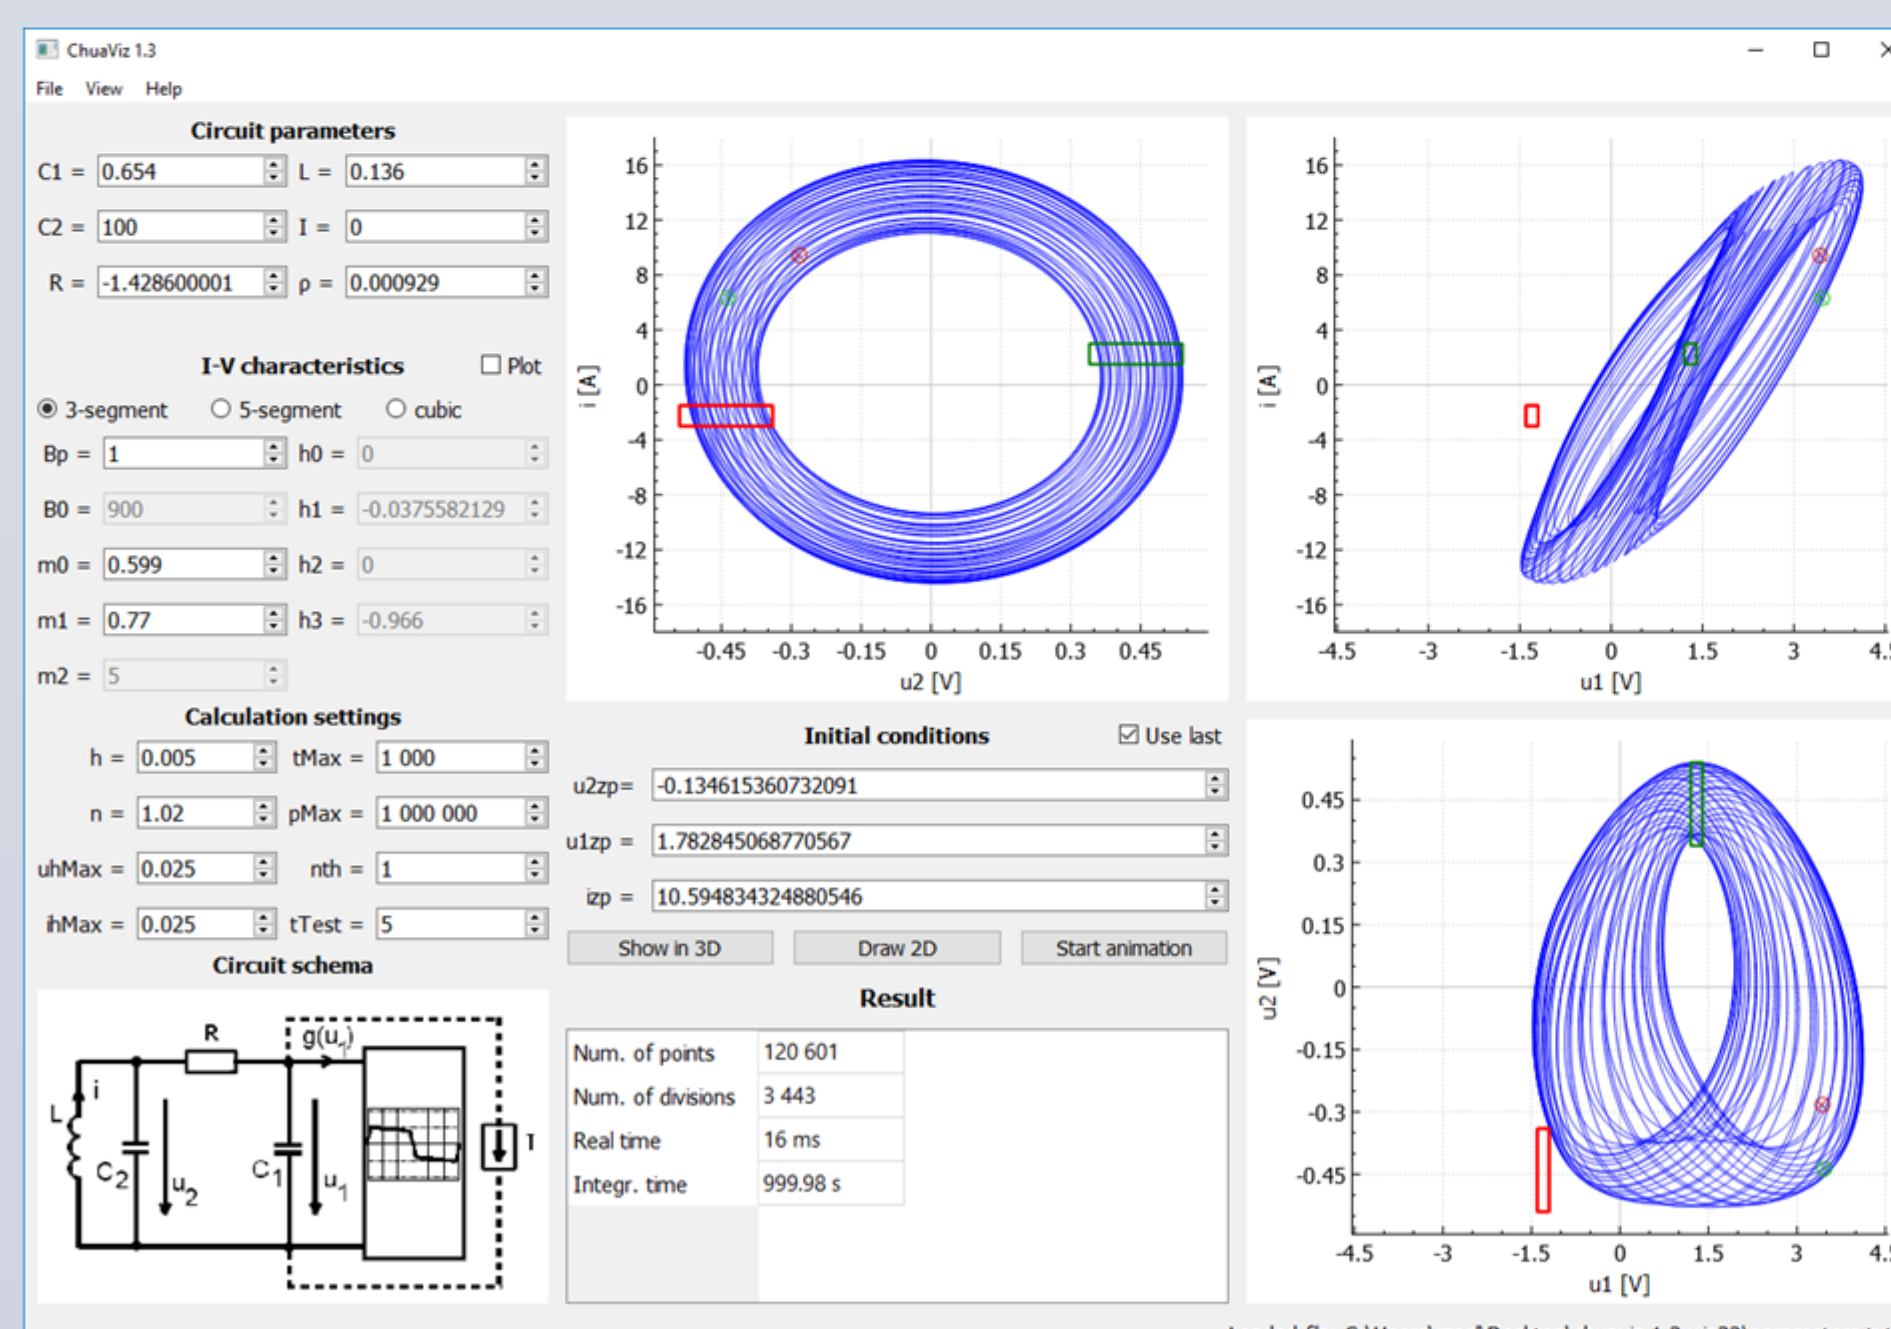 ChuaViz 1.3
File View Help
Circuit parameters
C1 = 0.654 L = 0.136
C2 = 100 I = 0
R = -1.428600001 ρ = 0.000929
I-V characteristics Plot
3-segment 5-segment cubic
Bp = 1 h0 = 0
B0 = 900 h1 = -0.0375582129
m0 = 0.599 h2 = 0
m1 = 0.77 h3 = -0.966
m2 = 5
Calculation settings
h = 0.005 tMax = 1 000
n = 1.02 pMax = 1 000 000
uhMax = 0.025 nth = 1
ihMax = 0.025 tTest = 5
Circuit schema
R g(u1)
i
L
C2 u2 C1 u1 I
16
12
8
4
0
-4
-8
-12
-16
i [A]
-0.45 -0.3 -0.15 0 0.15 0.3 0.45
u2 [V]
Initial conditions Use last
u2zp= -0.134615360732091
u1zp = 1.782845068770567
izp = 10.594834324880546
Show in 3D Draw 2D Start animation
Result
Num. of points 120 601
Num. of divisions 3 443
Real time 16 ms
Integr. time 999.98 s
16
12
8
4
0
-4
-8
-12
-16
i [A]
-4.5 -3 -1.5 0 1.5 3
u1 [V]
0.45
0.3
0.15
0
-0.15
-0.3
-0.45
u2 [V]
-4.5 -3 -1.5 0 1.5 3
u1 [V]